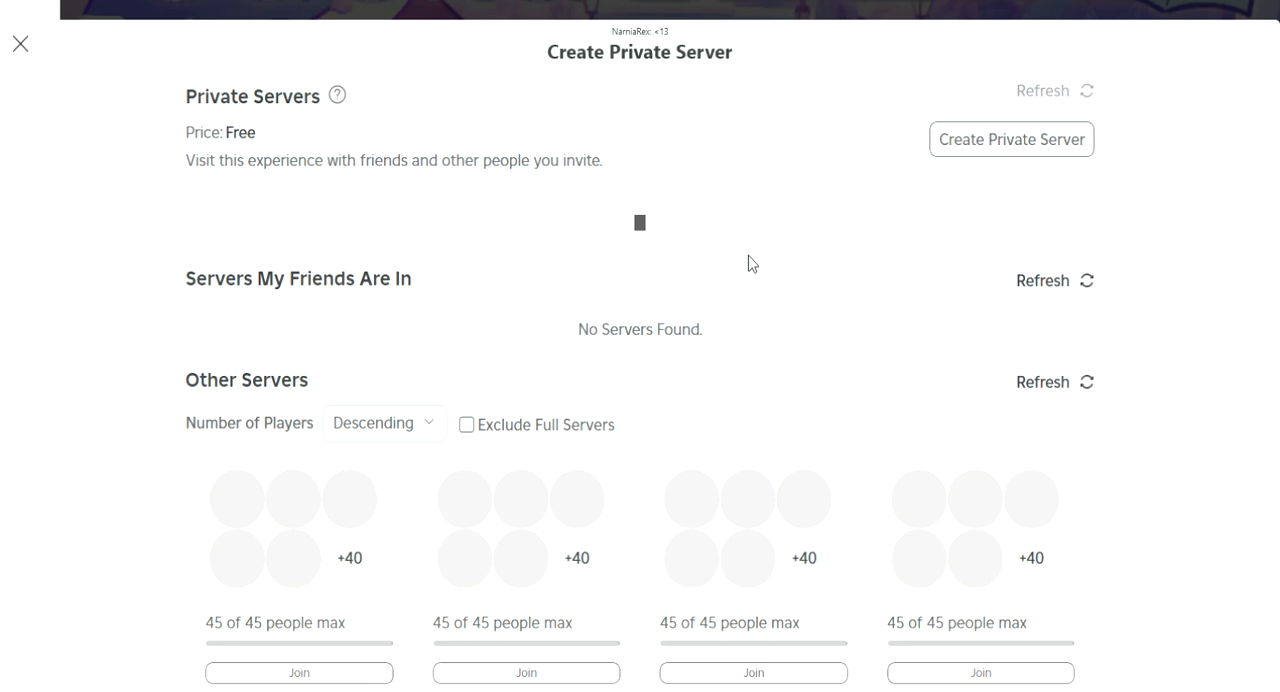 NarniaRex: <13
Create Private Server
Private Servers
Refresh
Price: Free
Create Private Server
Visit this experience with friends and other people you invite.
Servers My Friends Are In
Refresh
No Servers Found.
Other Servers
Refresh
Number of Players Descending Exclude Full Servers
+40 +40 +40 +40
45 of 45 people max 45 of 45 people max 45 of 45 people max 45 of 45 people max
Join Join Join Join